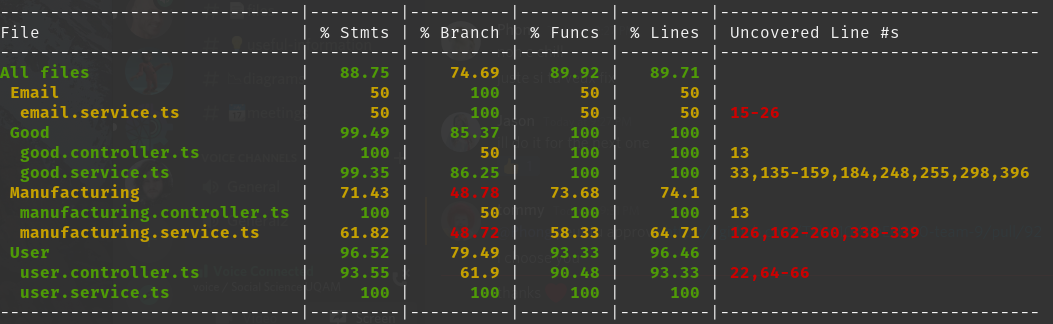 -------------------------------|----------|----------|----------|----------|--------------------------------
File | % Stmts | % Branch | % Funcs | % Lines | Uncovered Line #s
-------------------------------|----------|----------|----------|----------|--------------------------------
All files | 88.75 | 74.69 | 89.92 | 89.71 |
Email | 50 | 100 | 50 | 50 |
email.service.ts | 50 | 100 | 50 | 50 | 15-26
Good | 99.49 | 85.37 | 100 | 100 |
good.controller.ts | 100 | 50 | 100 | 100 | 13
good.service.ts | 99.35 | 86.25 | 100 | 100 | 33,135-159,184,248,255,298,396
Manufacturing | 71.43 | 48.78 | 73.68 | 74.1 |
manufacturing.controller.ts | 100 | 50 | 100 | 100 | 13
manufacturing.service.ts | 61.82 | 48.72 | 58.33 | 64.71 | 126,162-260,338-339
User | 96.52 | 79.49 | 93.33 | 96.46 |
user.controller.ts | 93.55 | 61.9 | 90.48 | 93.33 | 22,64-66
user.service.ts | 100 | 100 | 100 | 100 |
-------------------------------|----------|----------|----------|----------|--------------------------------